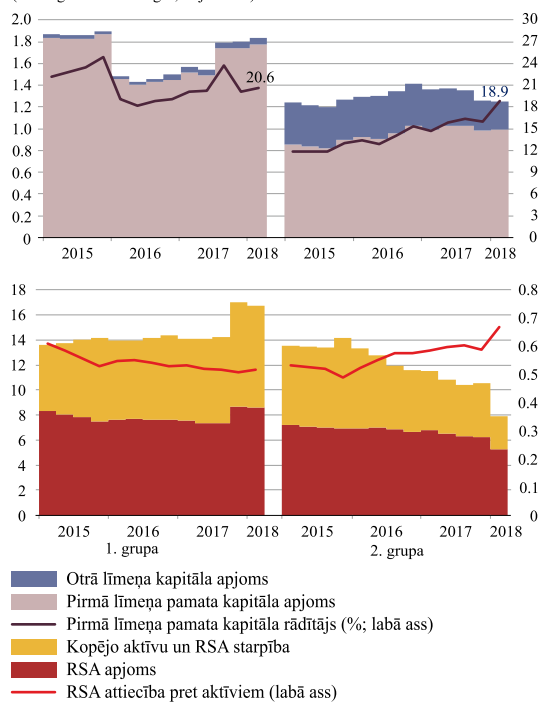 2.0 30
1.8 27
1.6 24
1.4 20.6 21
1.2 18.9 18
1.0 15
0.8 12
0.6 9
0.4 6
0.2 3
0 0
2015 2016 2017 2018 2015 2016 2017 2018
18 0.8
16 0.7
14 0.6
12 0.5
10 0.4
8 0.3
6 0.2
4 0.1
2 0
0
2015 2016 2017 2018 2015 2016 2017 2018
1. grupa 2. grupa
Otrā līmeņa kapitāla apjoms
Pirmā līmeņa pamata kapitāla apjoms
Pirmā līmeņa pamata kapitāla rādītājs (%; labā ass)
Kopējo aktīvu un RSA starpība
RSA apjoms
RSA attiecība pret aktīviem (labā ass)